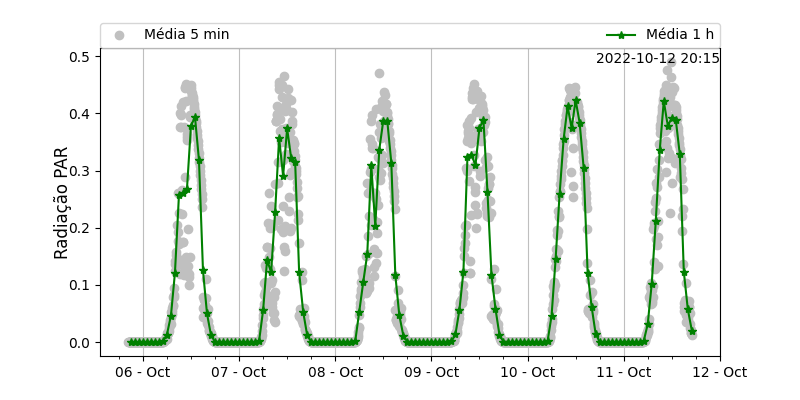 Média 5 min
Média 1 h
2022-10-12 20:15
Radiação PAR
0.5
0.4
0.3
0.2
0.1
0.0
06 - Oct
07 - Oct
08 - Oct
09 - Oct
10 - Oct
11 - Oct
12 - Oct